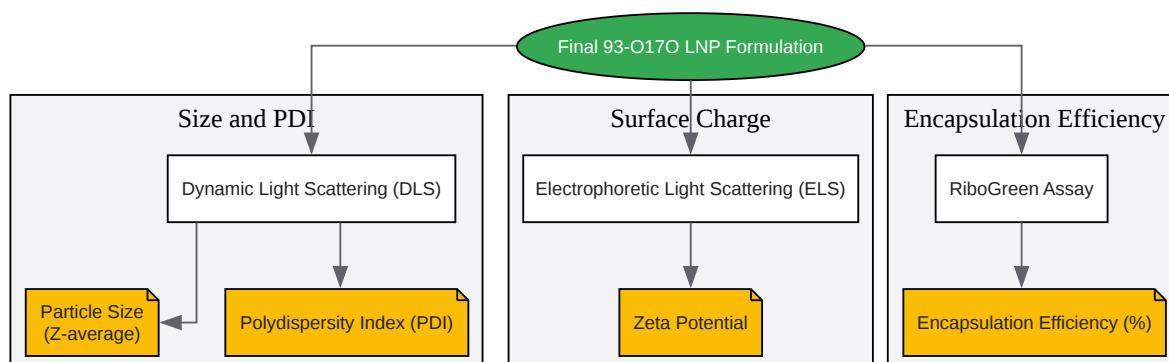 Final 93-O17O LNP Formulation
Size and PDI
Surface Charge
Encapsulation Efficiency
Dynamic Light Scattering (DLS)
Electrophoretic Light Scattering (ELS)
RiboGreen Assay
Particle Size
(Z-average)
Polydispersity Index (PDI)
Zeta Potential
Encapsulation Efficiency (%)